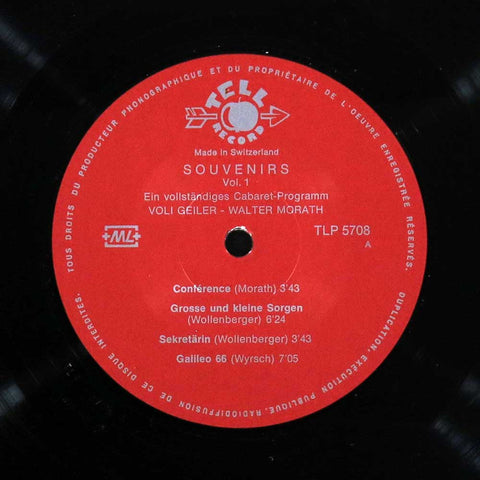 TOUS DROITS DU PRODUCTEUR PHONOGRAPHIQUE ET DU PROPRIÉTAIRE DE L'OEUVRE ENREGISTRÉE RÉSERVÉS.
DUPLICATION, EXÉCUTION PUBLIQUE, RADIODIFFUSION DE CE DISQUE INTERDITES.
TELL
RECORD
Made in Switzerland
SOUVENIRS
Vol. 1
Ein vollständiges Cabaret-Programm
VOLI GEILER - WALTER MORATH
ML
TLP 5708
A
Conférence (Morath) 3'43
Grosse und kleine Sorgen
(Wollenberger) 6'24
Sekretärin (Wollenberger) 3'43
Galileo 66 (Wyrsch) 7'05